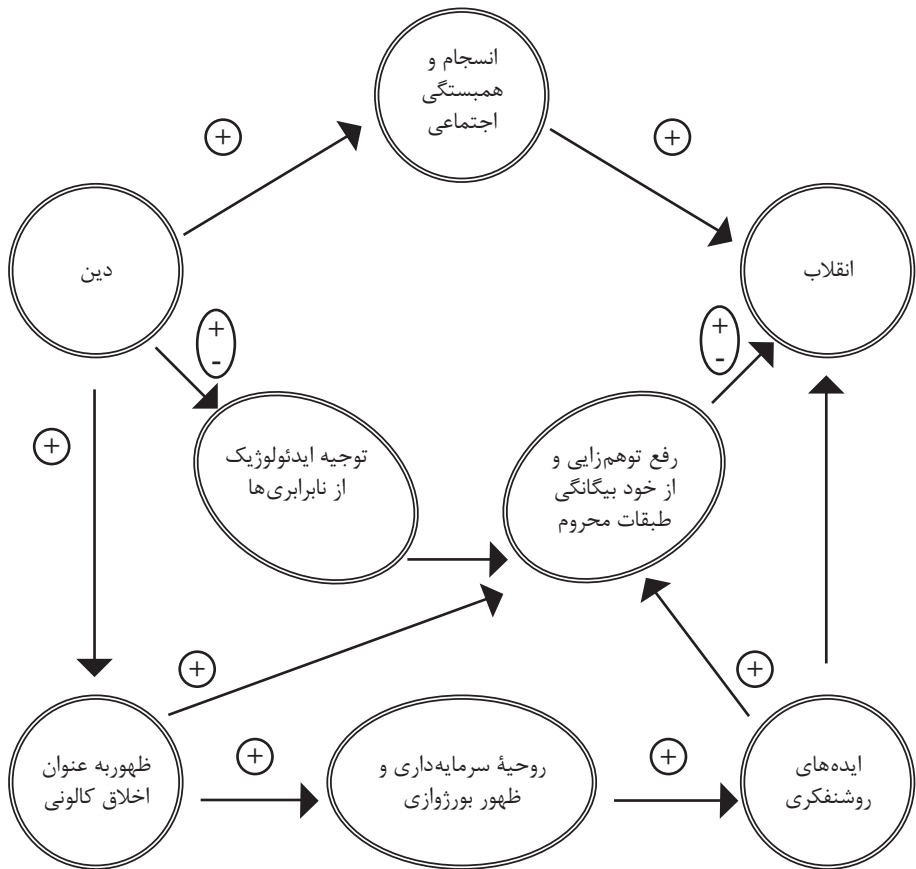 انسجام و
همبستگی
اجتماعی
+
+
دین
انقلاب
+
-
+
-
+
توجیه ایدئولوژیک
از نابرابری‌ها
رفع توهم‌زایی و
از خود بیگانگی
طبقات محروم
+
+
ظهوربه عنوان
اخلاق کالونی
+
روحیۀ سرمایه‌داری و
ظهور بورژوازی
+
ایده‌های
روشنفکری